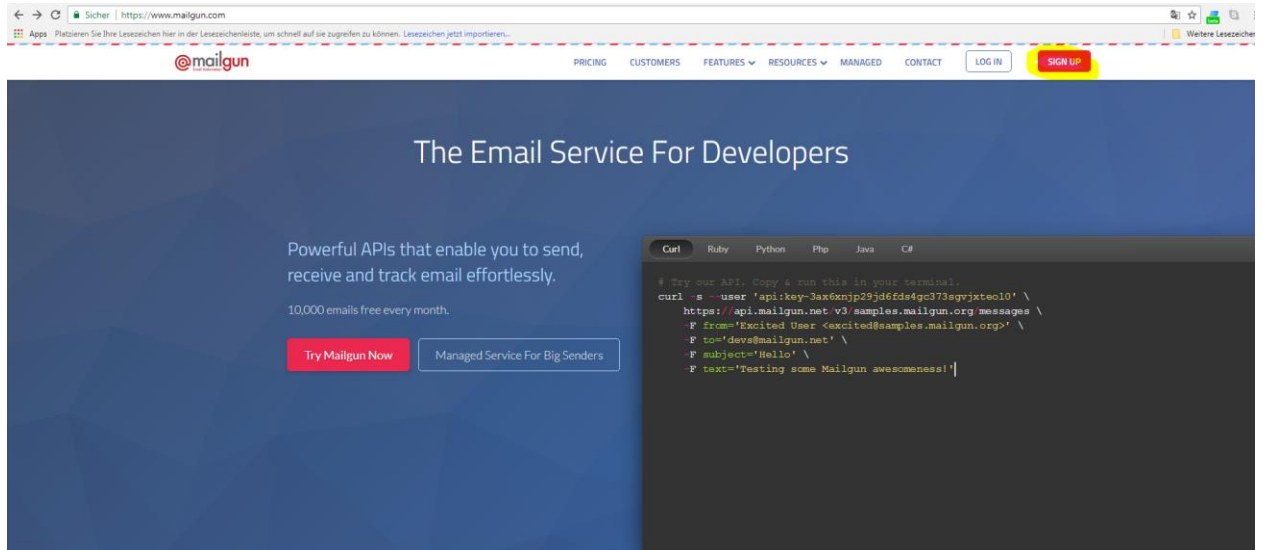 Sicher | https://www.mailgun.com
Apps Platzieren Sie Ihre Lesezeichen hier in der Lesezeichenleiste, um schnell auf sie zugreifen zu können. Lesezeichen jetzt importieren...
Weitere Lesezeichen
@mailgun
PRICING CUSTOMERS FEATURES RESOURCES MANAGED CONTACT LOG IN SIGN UP
The Email Service For Developers
Powerful APIs that enable you to send,
receive and track email effortlessly.
10,000 emails free every month.
Try Mailgun Now Managed Service For Big Senders
Curl Ruby Python Php Java C#
# Try our API. Copy & run this in your terminal.
curl -s --user 'api:key-3ax6xnjp29jd6fds4gc373sgvjxteol0' \
https://api.mailgun.net/v3/samples.mailgun.org/messages \
-F from='Excited User <excited@samples.mailgun.org>' \
-F to='devs@mailgun.net' \
-F subject='Hello' \
-F text='Testing some Mailgun awesomeness!'